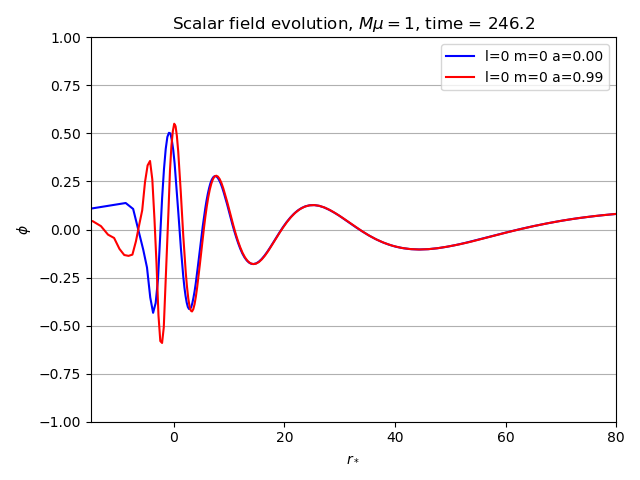 Scalar field evolution, $M\mu = 1$, time = 246.2
1.00
0.75
0.50
0.25
0.00
−0.25
−0.50
−0.75
−1.00
ϕ
l=0 m=0 a=0.00
l=0 m=0 a=0.99
0 20 40 60 80
r*